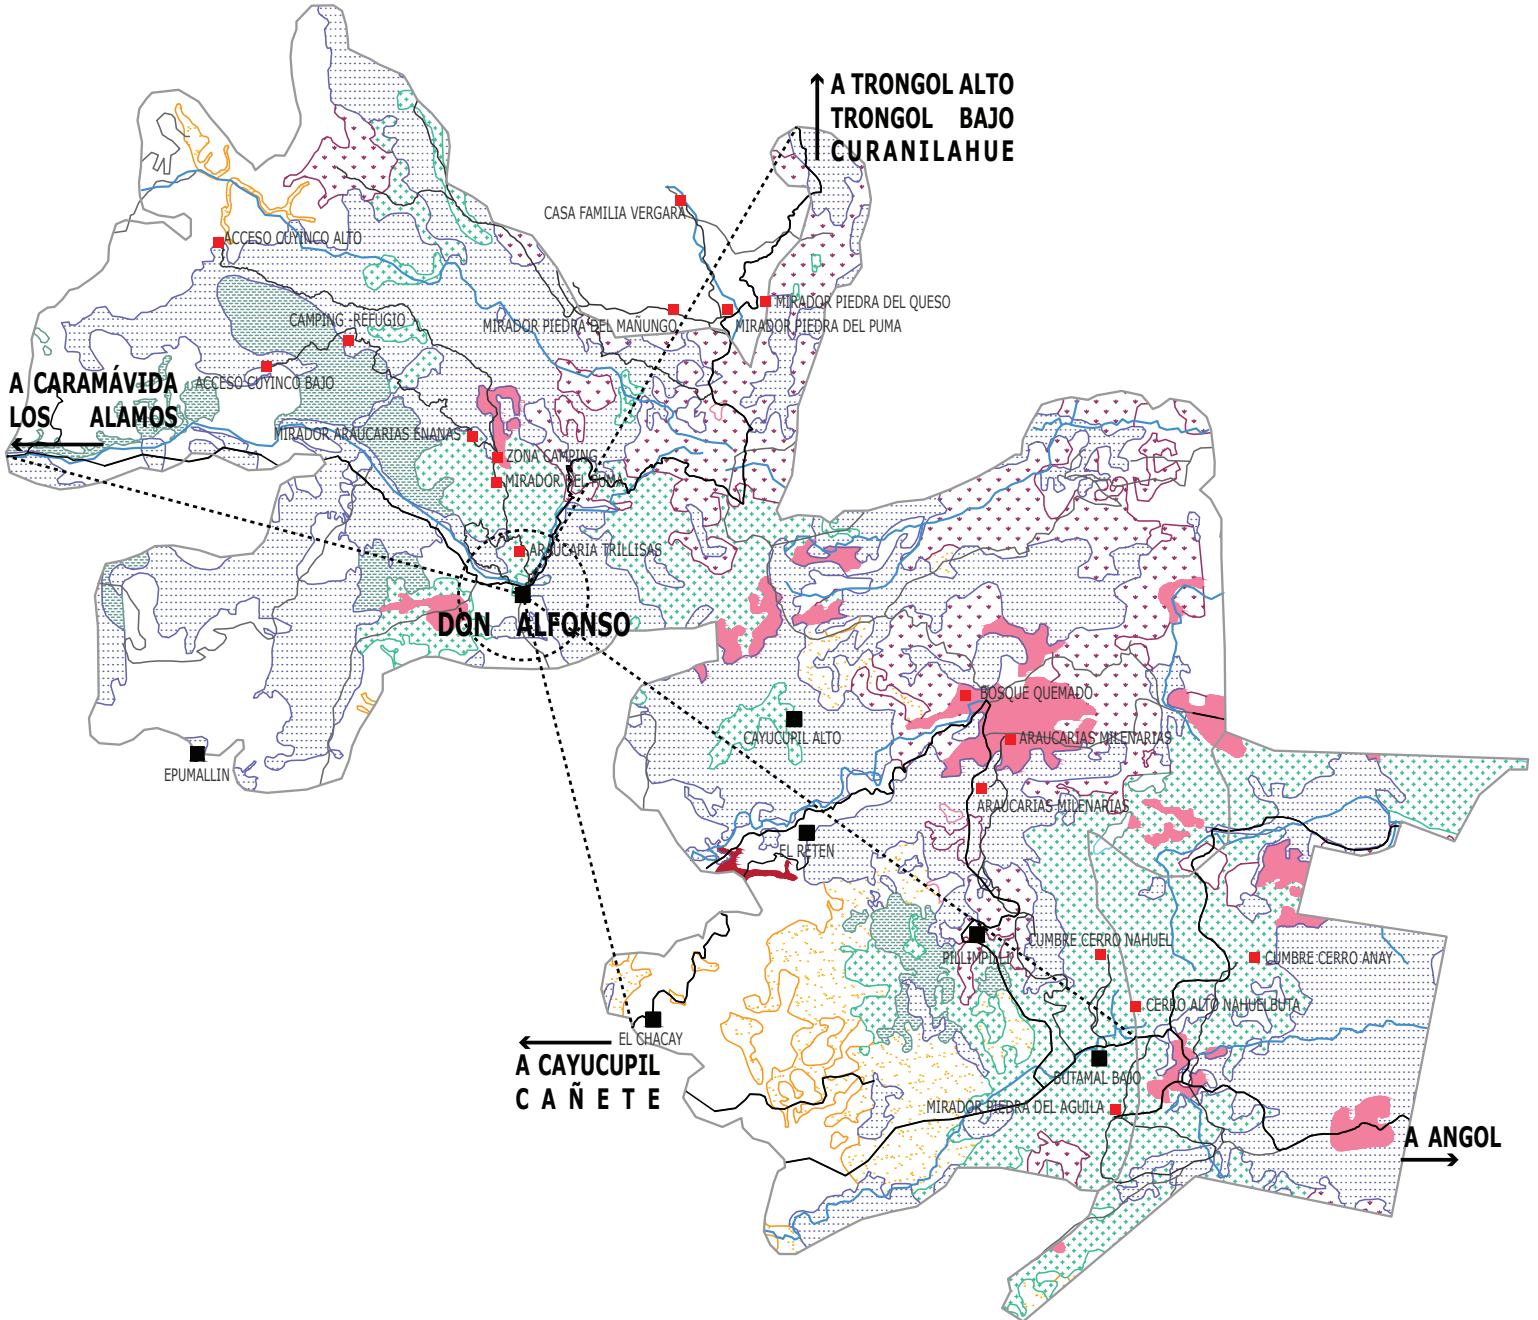 A TRONGOL ALTO
TRONGOL BAJO
CURANILAHUE
CASA FAMILIA VERGARA
ACCESO CUYINCO ALTO
MIRADOR PIEDRA DEL QUESO
CAMPING -REFUGIO
MIRADOR PIEDRA DEL MAÑUNGO
MIRADOR PIEDRA DEL PUMA
A CARAMÁVIDA
LOS ALAMOS
ACCESO CUYINCO BAJO
MIRADOR ARAUCARIAS ENANAS
ZONA CAMPING
MIRADOR DEL PUMA
ARAUCARIA TRILLISAS
DON ALFONSO
BOSQUE QUEMADO
CAYUCUPIL ALTO
ARAUCARIAS MILENARIAS
EPUMALLIN
ARAUCARIAS MILENARIAS
EL RETEN
CUMBRE CERRO NAHUEL
PILLIMPILLI
CUMBRE CERRO ANAY
CERRO ALTO NAHUELBUTA
EL CHACAY
A CAYUCUPIL
CAÑETE
BUTAMAL BAJO
MIRADOR PIEDRA DEL AGUILA
A ANGOL